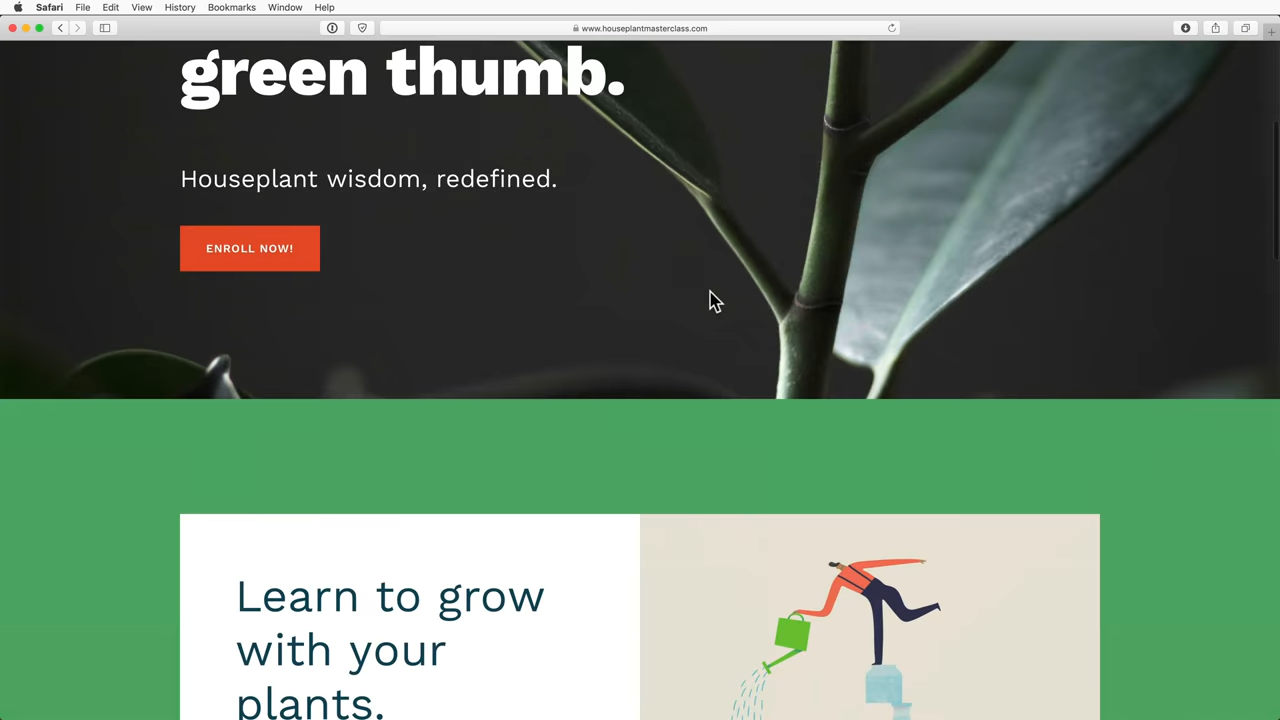 Safari File Edit View History Bookmarks Window Help
www.houseplantmasterclass.com
green thumb.
Houseplant wisdom, redefined.
ENROLL NOW!
Learn to grow
with your
plants.